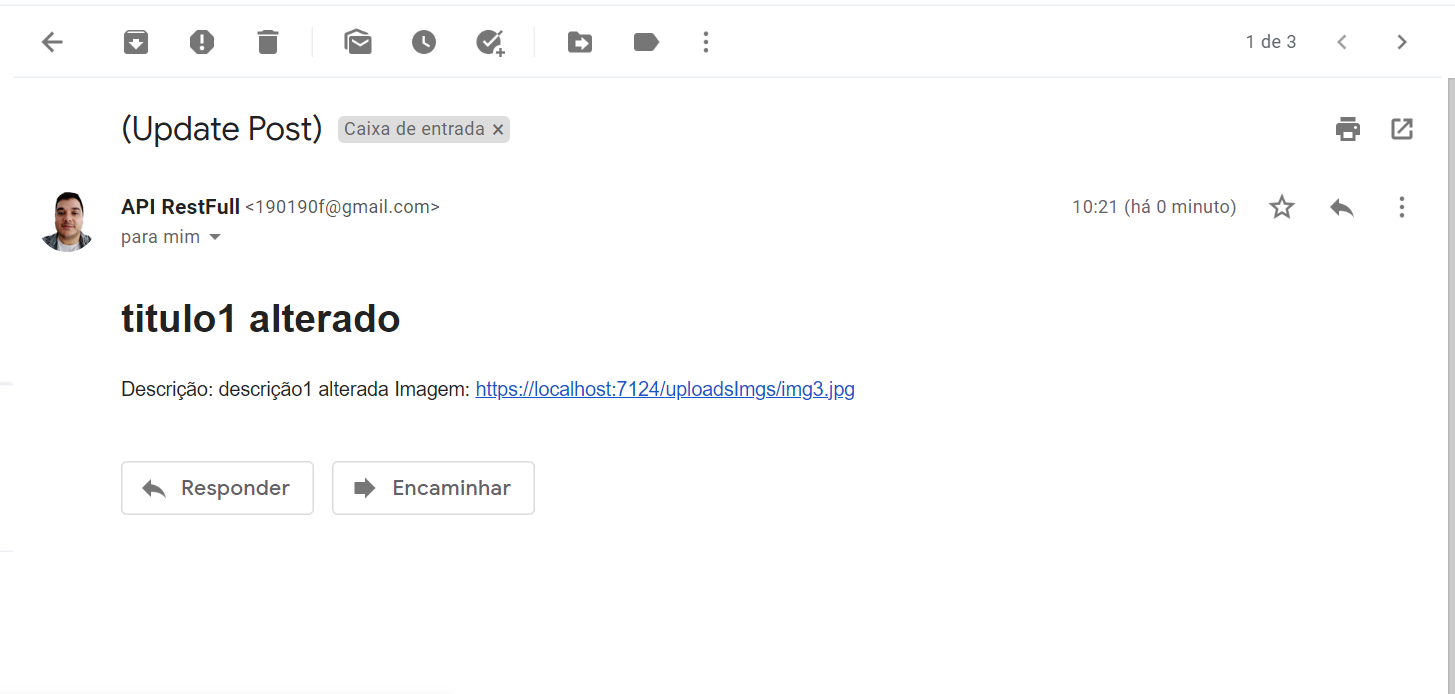 1 de 3
(Update Post) Caixa de entrada ×
API RestFull <190190f@gmail.com> 10:21 (há 0 minuto)
para mim
titulo1 alterado
Descrição: descrição1 alterada Imagem: https://localhost:7124/uploadsImgs/img3.jpg
Responder Encaminhar